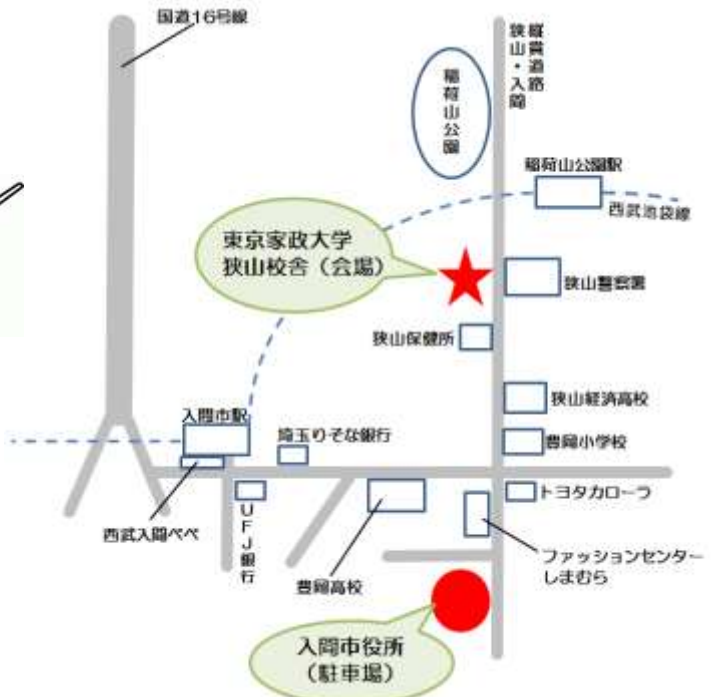 国道16号線
狭山・入間
縦貫道路
稲荷山公園
稲荷山公園駅
西武池袋線
東京家政大学
狭山校舎（会場）
狭山警察署
狭山保健所
狭山経済高校
入間市駅
埼玉りそな銀行
豊岡小学校
トヨタカローラ
西武入間ペペ
UFJ銀行
豊岡高校
ファッションセンター
しまむら
入間市役所
（駐車場）